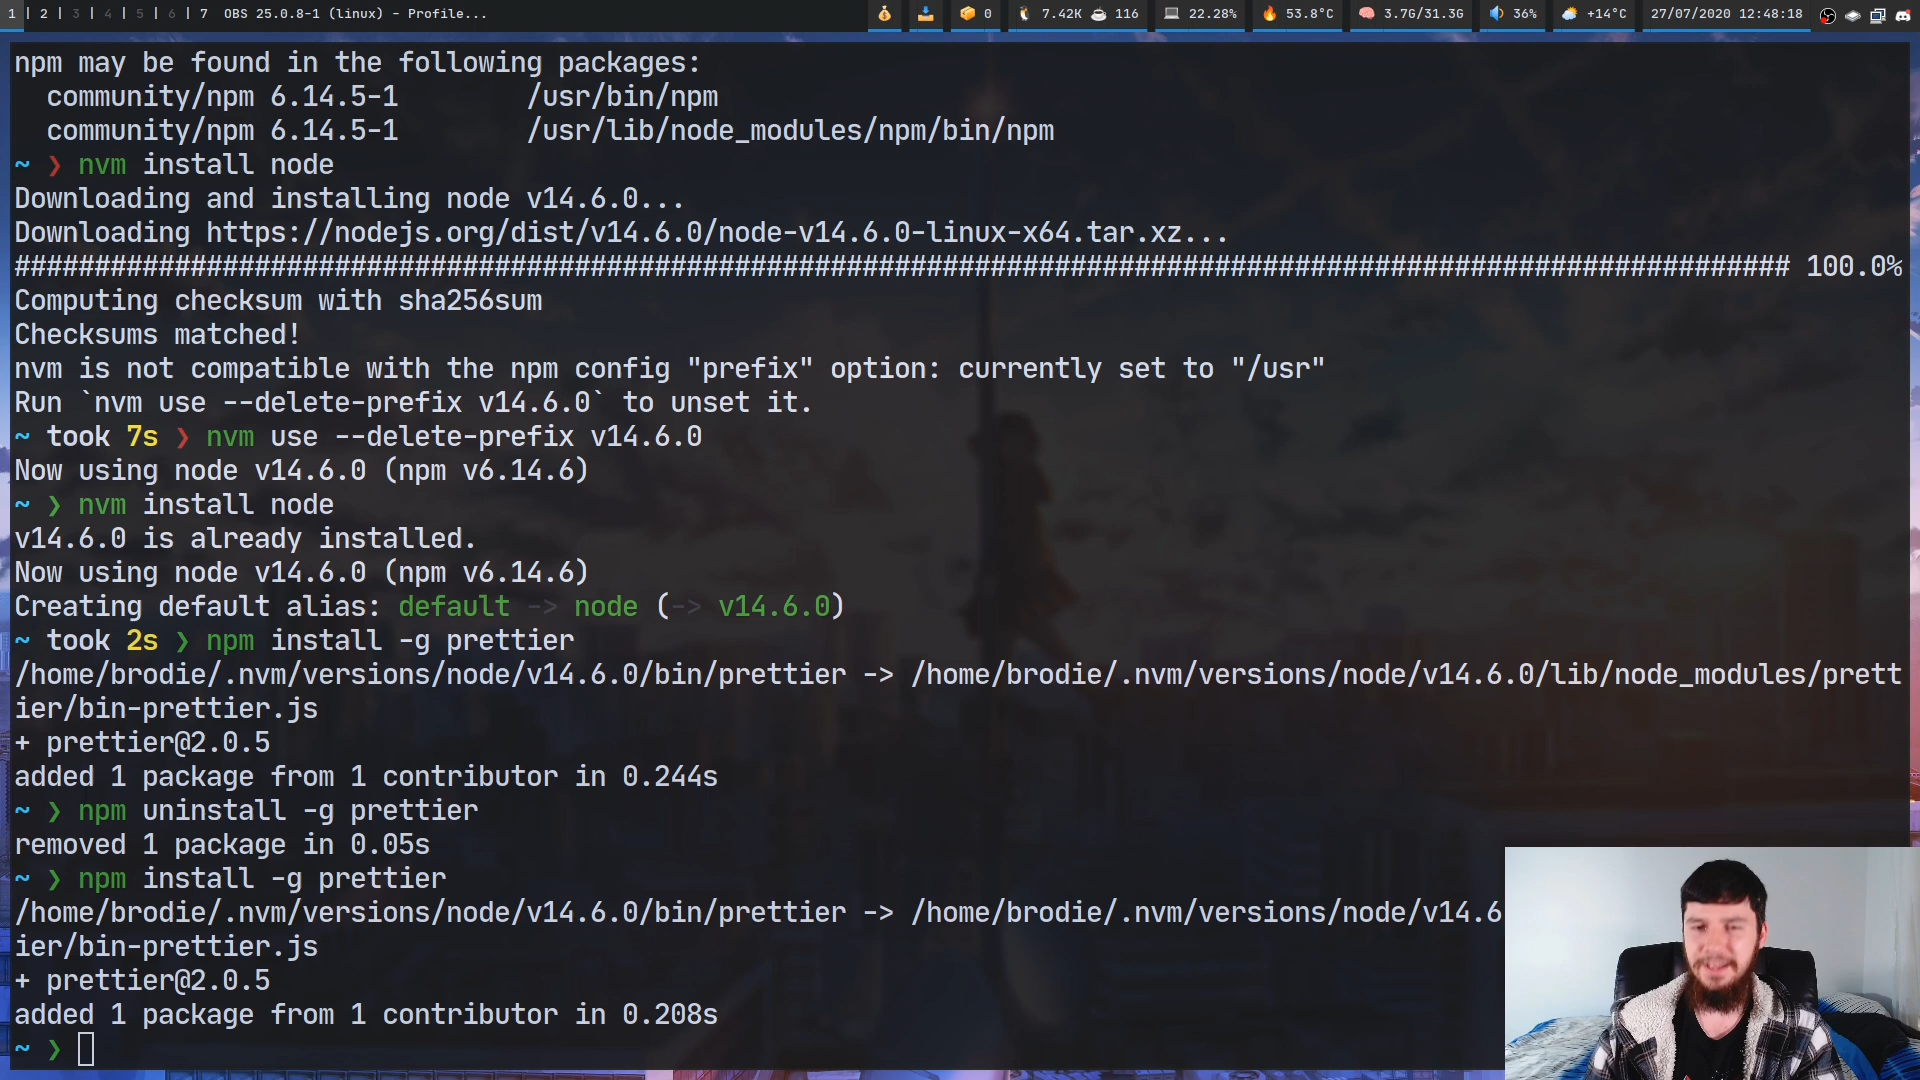 1 | 2 | 3 | 4 | 5 | 6 | 7 OBS 25.0.8-1 (linux) - Profile... 0 7.42K 116 22.28% 53.8°C 3.7G/31.3G 36% +14°C 27/07/2020 12:48:18
npm may be found in the following packages:
  community/npm 6.14.5-1        /usr/bin/npm
  community/npm 6.14.5-1        /usr/lib/node_modules/npm/bin/npm
~ ❯ nvm install node
Downloading and installing node v14.6.0...
Downloading https://nodejs.org/dist/v14.6.0/node-v14.6.0-linux-x64.tar.xz...
############################################################################################################### 100.0%
Computing checksum with sha256sum
Checksums matched!
nvm is not compatible with the npm config "prefix" option: currently set to "/usr"
Run `nvm use --delete-prefix v14.6.0` to unset it.
~ took 7s ❯ nvm use --delete-prefix v14.6.0
Now using node v14.6.0 (npm v6.14.6)
~ ❯ nvm install node
v14.6.0 is already installed.
Now using node v14.6.0 (npm v6.14.6)
Creating default alias: default -> node (-> v14.6.0)
~ took 2s ❯ npm install -g prettier
/home/brodie/.nvm/versions/node/v14.6.0/bin/prettier -> /home/brodie/.nvm/versions/node/v14.6.0/lib/node_modules/prett
ier/bin-prettier.js
+ prettier@2.0.5
added 1 package from 1 contributor in 0.244s
~ ❯ npm uninstall -g prettier
removed 1 package in 0.05s
~ ❯ npm install -g prettier
/home/brodie/.nvm/versions/node/v14.6.0/bin/prettier -> /home/brodie/.nvm/versions/node/v14.6
ier/bin-prettier.js
+ prettier@2.0.5
added 1 package from 1 contributor in 0.208s
~ ❯